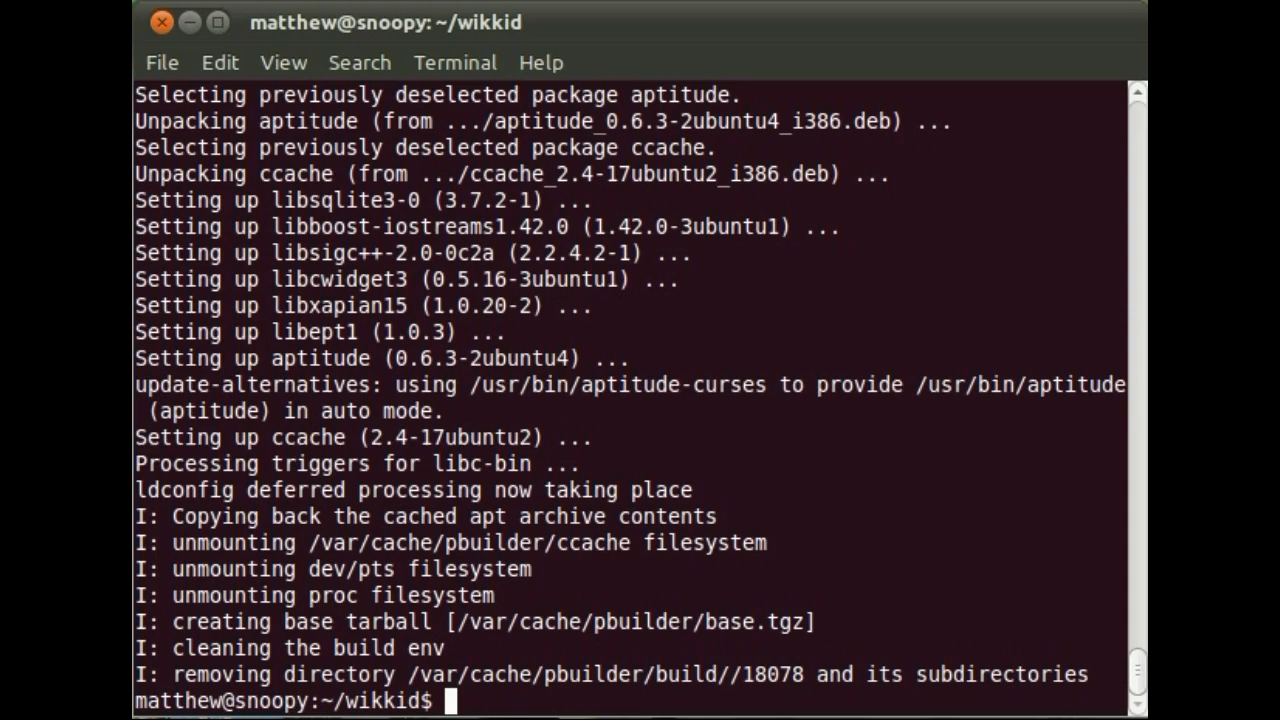 matthew@snoopy: ~/wikkid
File Edit View Search Terminal Help
Selecting previously deselected package aptitude.
Unpacking aptitude (from .../aptitude_0.6.3-2ubuntu4_i386.deb) ...
Selecting previously deselected package ccache.
Unpacking ccache (from .../ccache_2.4-17ubuntu2_i386.deb) ...
Setting up libsqlite3-0 (3.7.2-1) ...
Setting up libboost-iostreams1.42.0 (1.42.0-3ubuntu1) ...
Setting up libsigc++-2.0-0c2a (2.2.4.2-1) ...
Setting up libcwidget3 (0.5.16-3ubuntu1) ...
Setting up libxapian15 (1.0.20-2) ...
Setting up libept1 (1.0.3) ...
Setting up aptitude (0.6.3-2ubuntu4) ...
update-alternatives: using /usr/bin/aptitude-curses to provide /usr/bin/aptitude
 (aptitude) in auto mode.
Setting up ccache (2.4-17ubuntu2) ...
Processing triggers for libc-bin ...
ldconfig deferred processing now taking place
I: Copying back the cached apt archive contents
I: unmounting /var/cache/pbuilder/ccache filesystem
I: unmounting dev/pts filesystem
I: unmounting proc filesystem
I: creating base tarball [/var/cache/pbuilder/base.tgz]
I: cleaning the build env
I: removing directory /var/cache/pbuilder/build//18078 and its subdirectories
matthew@snoopy:~/wikkid$